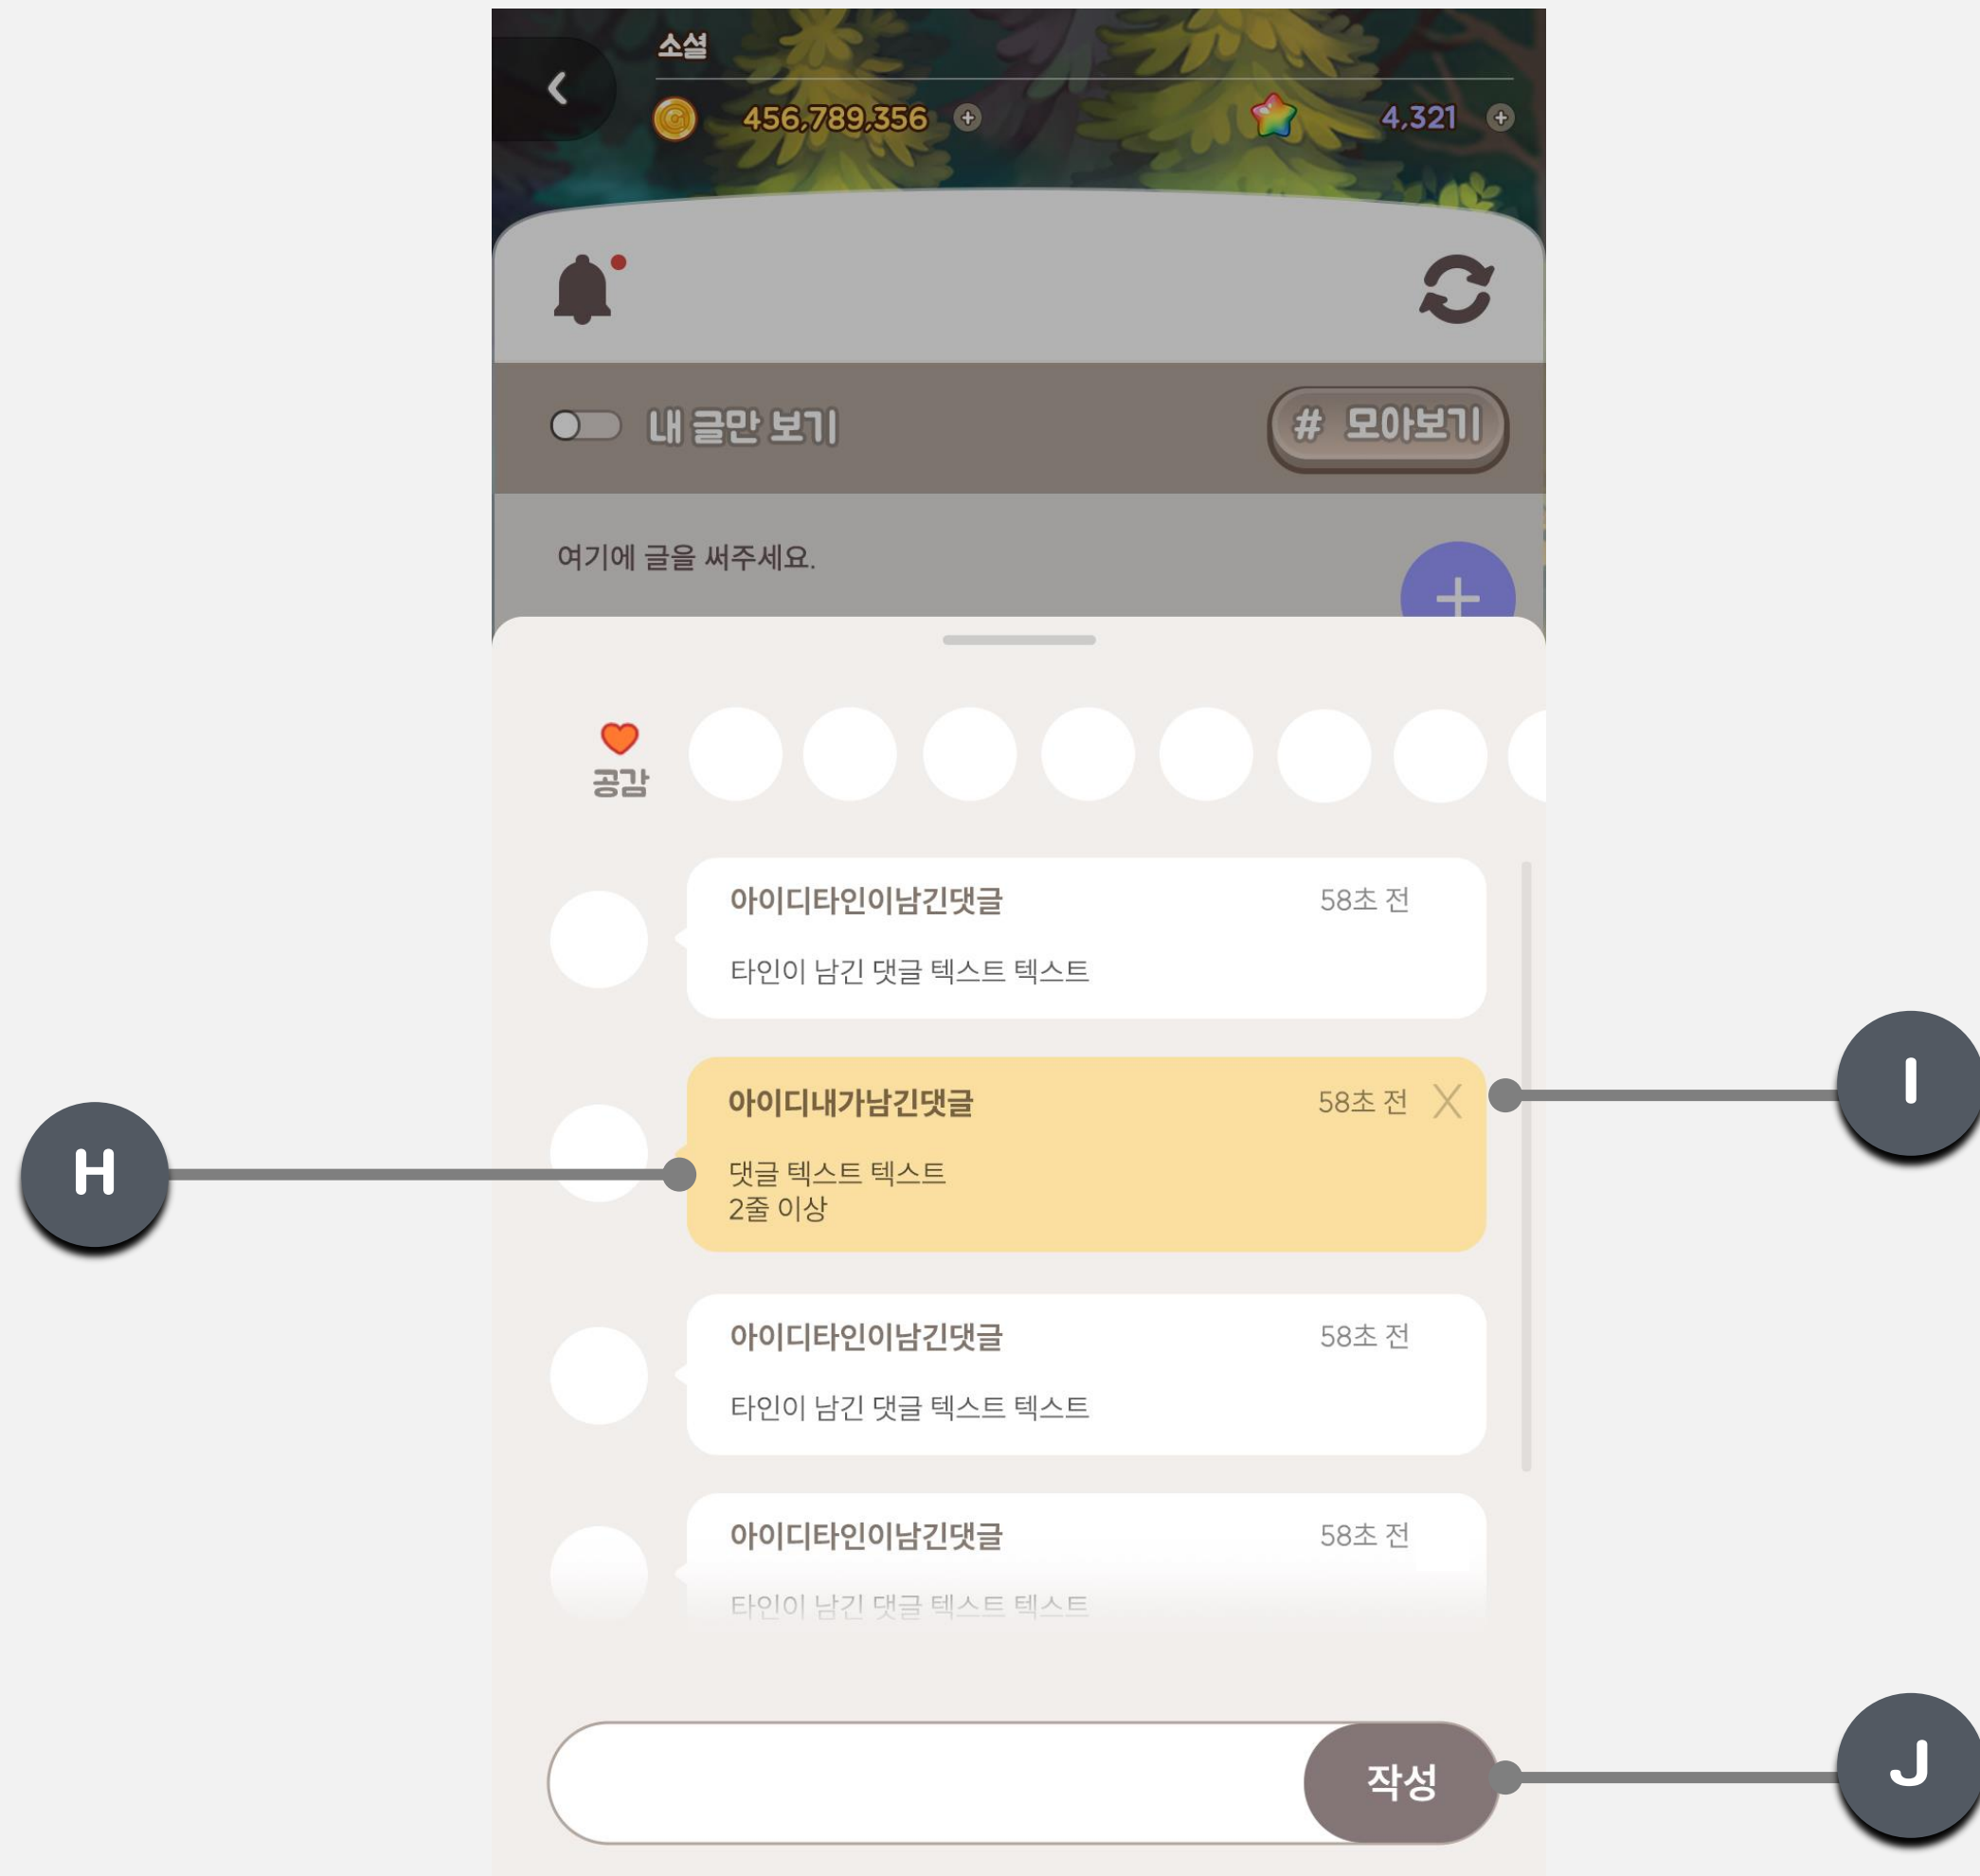 소셜
456,789,356
4,321
내 글만 보기
# 모아보기
여기에 글을 써주세요.
공감
아이디타인이남긴댓글 58초 전
타인이 남긴 댓글 텍스트 텍스트
아이디내가남긴댓글 58초 전 X
I
H
댓글 텍스트 텍스트
2줄 이상
아이디타인이남긴댓글 58초 전
타인이 남긴 댓글 텍스트 텍스트
아이디타인이남긴댓글 58초 전
타인이 남긴 댓글 텍스트 텍스트
작성
J